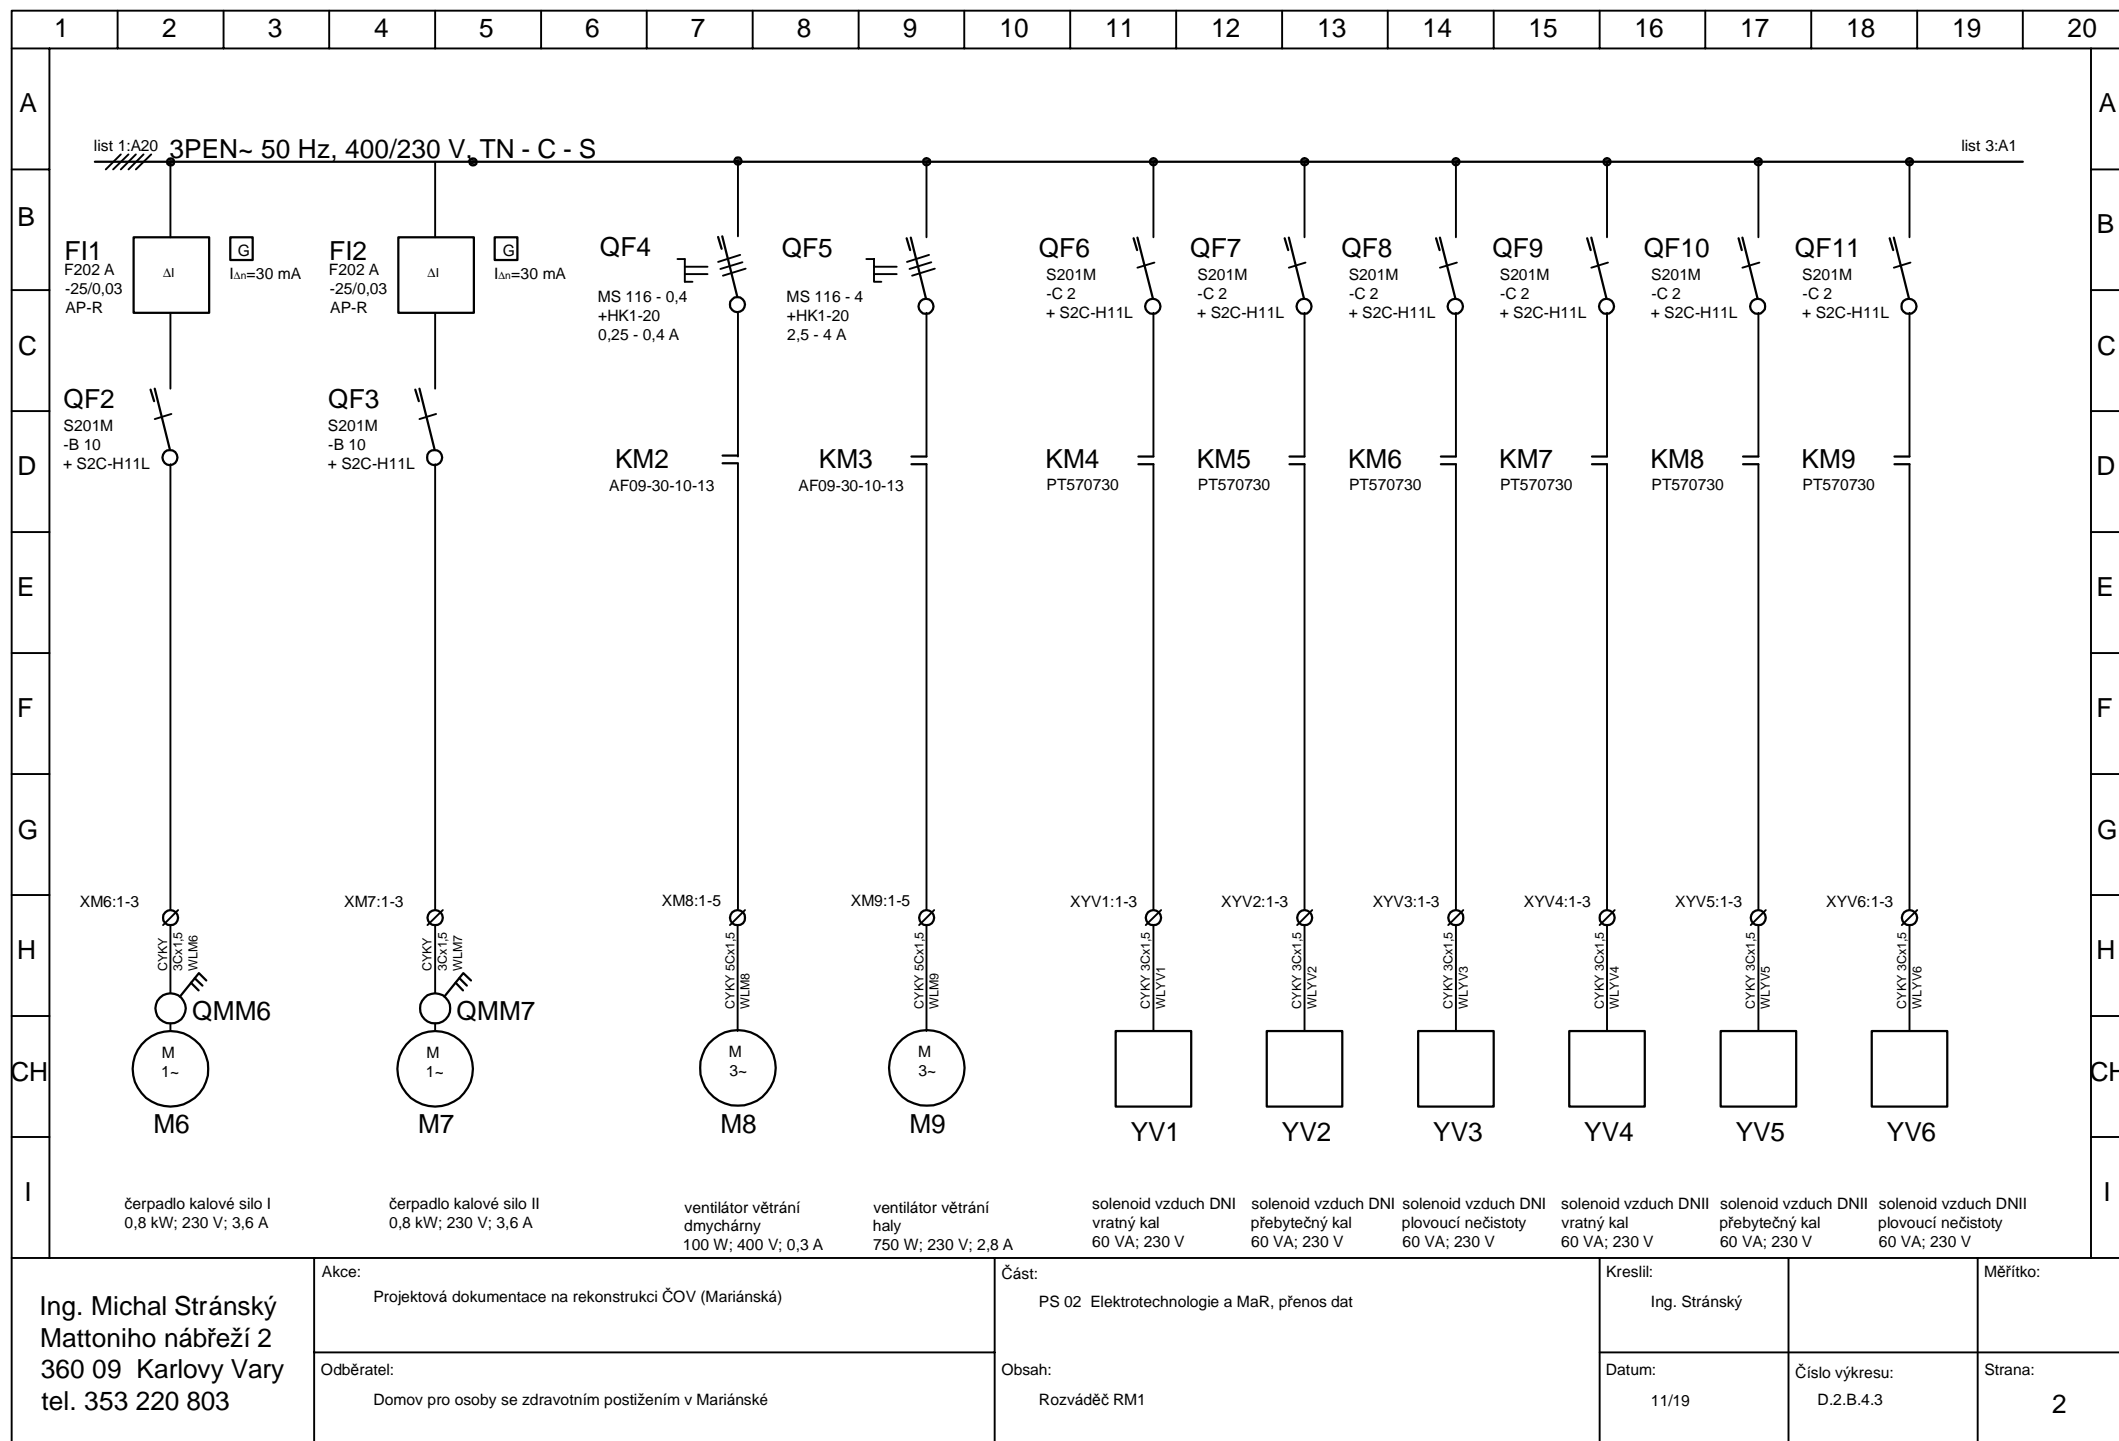 1 2 3 4 5 6 7 8 9 10 11 12 13 14 15 16 17 18 19 20
A A
list 1:A20 3PEN~ 50 Hz, 400/230 V, TN - C - S list 3:A1
B B
FI1
F202 A
-25/0,03
AP-R
ΔI
G
IΔn=30 mA
FI2
F202 A
-25/0,03
AP-R
ΔI
G
IΔn=30 mA
QF4
MS 116 - 0,4
+HK1-20
0,25 - 0,4 A
QF5
MS 116 - 4
+HK1-20
2,5 - 4 A
QF6
S201M
-C 2
+ S2C-H11L
QF7
S201M
-C 2
+ S2C-H11L
QF8
S201M
-C 2
+ S2C-H11L
QF9
S201M
-C 2
+ S2C-H11L
QF10
S201M
-C 2
+ S2C-H11L
QF11
S201M
-C 2
+ S2C-H11L
C C
QF2
S201M
-B 10
+ S2C-H11L
QF3
S201M
-B 10
+ S2C-H11L
D D
KM2
AF09-30-10-13
KM3
AF09-30-10-13
KM4
PT570730
KM5
PT570730
KM6
PT570730
KM7
PT570730
KM8
PT570730
KM9
PT570730
E E
F F
G G
XM6:1-3
XM7:1-3
XM8:1-5
XM9:1-5
XYV1:1-3
XYV2:1-3
XYV3:1-3
XYV4:1-3
XYV5:1-3
XYV6:1-3
H H
CYKY
3Cx1,5
WLM6
CYKY
3Cx1,5
WLM7
CYKY 5Cx1,5
WLM8
CYKY 5Cx1,5
WLM9
CYKY 3Cx1,5
WLYV1
CYKY 3Cx1,5
WLYV2
CYKY 3Cx1,5
WLYV3
CYKY 3Cx1,5
WLYV4
CYKY 3Cx1,5
WLYV5
CYKY 3Cx1,5
WLYV6
QMM6
QMM7
CH CH
M
1~
M6
M
1~
M7
M
3~
M8
M
3~
M9
YV1
YV2
YV3
YV4
YV5
YV6
I I
čerpadlo kalové silo I
0,8 kW; 230 V; 3,6 A
čerpadlo kalové silo II
0,8 kW; 230 V; 3,6 A
ventilátor větrání
dmychárny
100 W; 400 V; 0,3 A
ventilátor větrání
haly
750 W; 230 V; 2,8 A
solenoid vzduch DNI
vratný kal
60 VA; 230 V
solenoid vzduch DNI
přebytečný kal
60 VA; 230 V
solenoid vzduch DNI
plovoucí nečistoty
60 VA; 230 V
solenoid vzduch DNII
vratný kal
60 VA; 230 V
solenoid vzduch DNII
přebytečný kal
60 VA; 230 V
solenoid vzduch DNII
plovoucí nečistoty
60 VA; 230 V
Ing. Michal Stránský
Mattoniho nábřeží 2
360 09 Karlovy Vary
tel. 353 220 803
Akce:
Projektová dokumentace na rekonstrukci ČOV (Mariánská)
Odběratel:
Domov pro osoby se zdravotním postižením v Mariánské
Část:
PS 02 Elektrotechnologie a MaR, přenos dat
Obsah:
Rozváděč RM1
Kreslil:
Ing. Stránský
Měřítko:
Datum:
11/19
Číslo výkresu:
D.2.B.4.3
Strana:
2